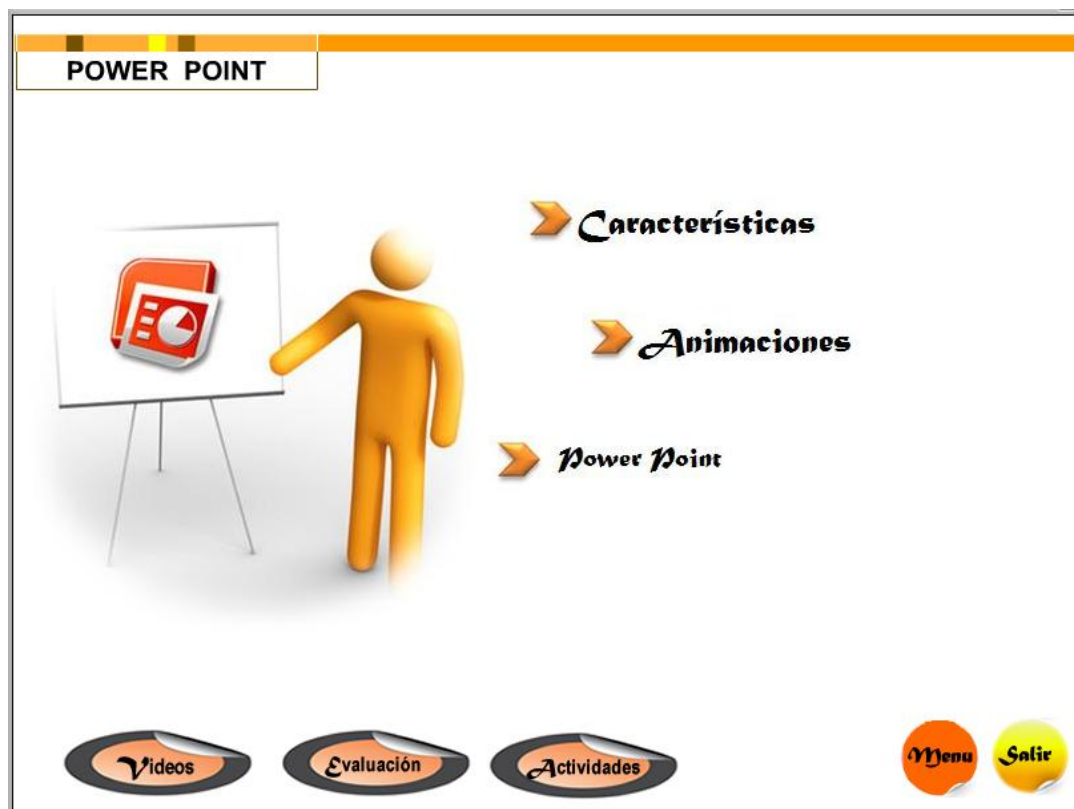 POWER POINT
Características
Animaciones
Power Point
Videos
Evaluación
Actividades
Menu
Salir